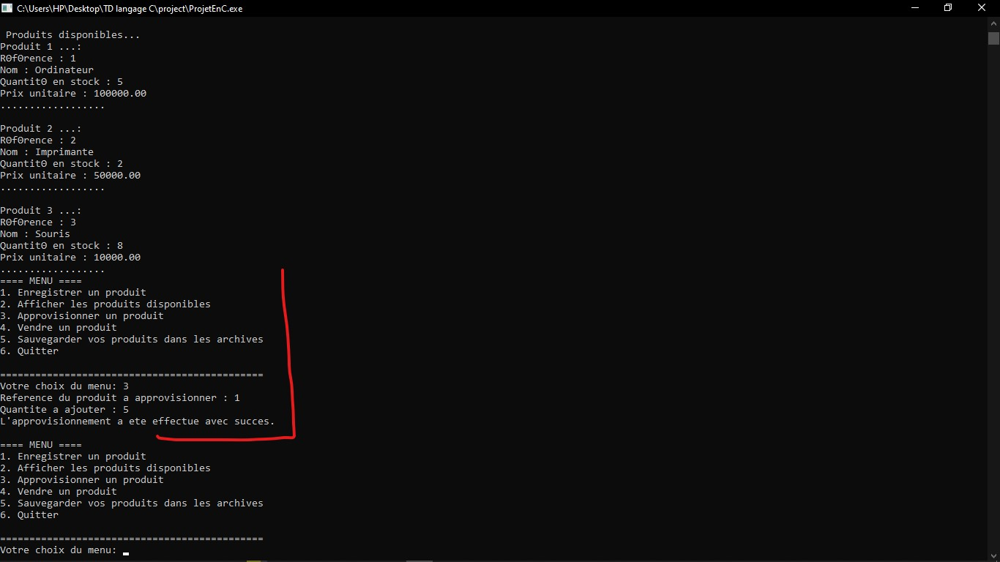 C:\Users\HP\Desktop\TD langage C\project\ProjetEnC.exe
Produits disponibles...
Produit 1 ...:
RΘfΘrence : 1
Nom : Ordinateur
QuantitΘ en stock : 5
Prix unitaire : 100000.00
..................
Produit 2 ...:
RΘfΘrence : 2
Nom : Imprimante
QuantitΘ en stock : 2
Prix unitaire : 50000.00
..................
Produit 3 ...:
RΘfΘrence : 3
Nom : Souris
QuantitΘ en stock : 8
Prix unitaire : 10000.00
..................
==== MENU ====
1. Enregistrer un produit
2. Afficher les produits disponibles
3. Approvisionner un produit
4. Vendre un produit
5. Sauvegarder vos produits dans les archives
6. Quitter
=============================================
Votre choix du menu: 3
Reference du produit a approvisionner : 1
Quantite a ajouter : 5
L'approvisionnement a ete effectue avec succes.
==== MENU ====
1. Enregistrer un produit
2. Afficher les produits disponibles
3. Approvisionner un produit
4. Vendre un produit
5. Sauvegarder vos produits dans les archives
6. Quitter
=============================================
Votre choix du menu: